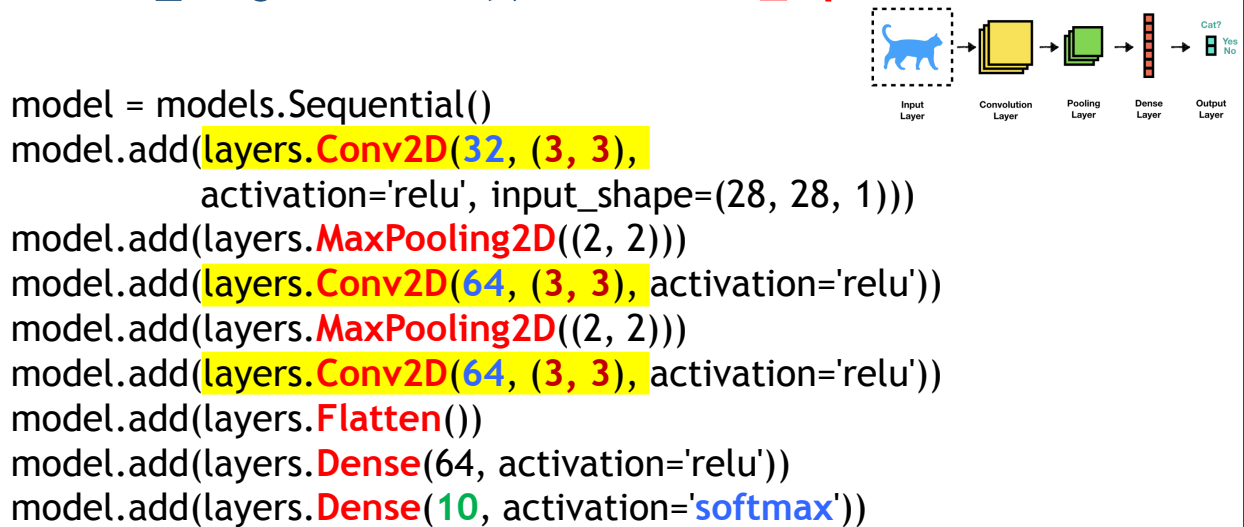 Cat?
Yes
No
Input Layer
Convolution Layer
Pooling Layer
Dense Layer
Output Layer
model = models.Sequential()
model.add(layers.Conv2D(32, (3, 3),
activation='relu', input_shape=(28, 28, 1)))
model.add(layers.MaxPooling2D((2, 2)))
model.add(layers.Conv2D(64, (3, 3), activation='relu'))
model.add(layers.MaxPooling2D((2, 2)))
model.add(layers.Conv2D(64, (3, 3), activation='relu'))
model.add(layers.Flatten())
model.add(layers.Dense(64, activation='relu'))
model.add(layers.Dense(10, activation='softmax'))